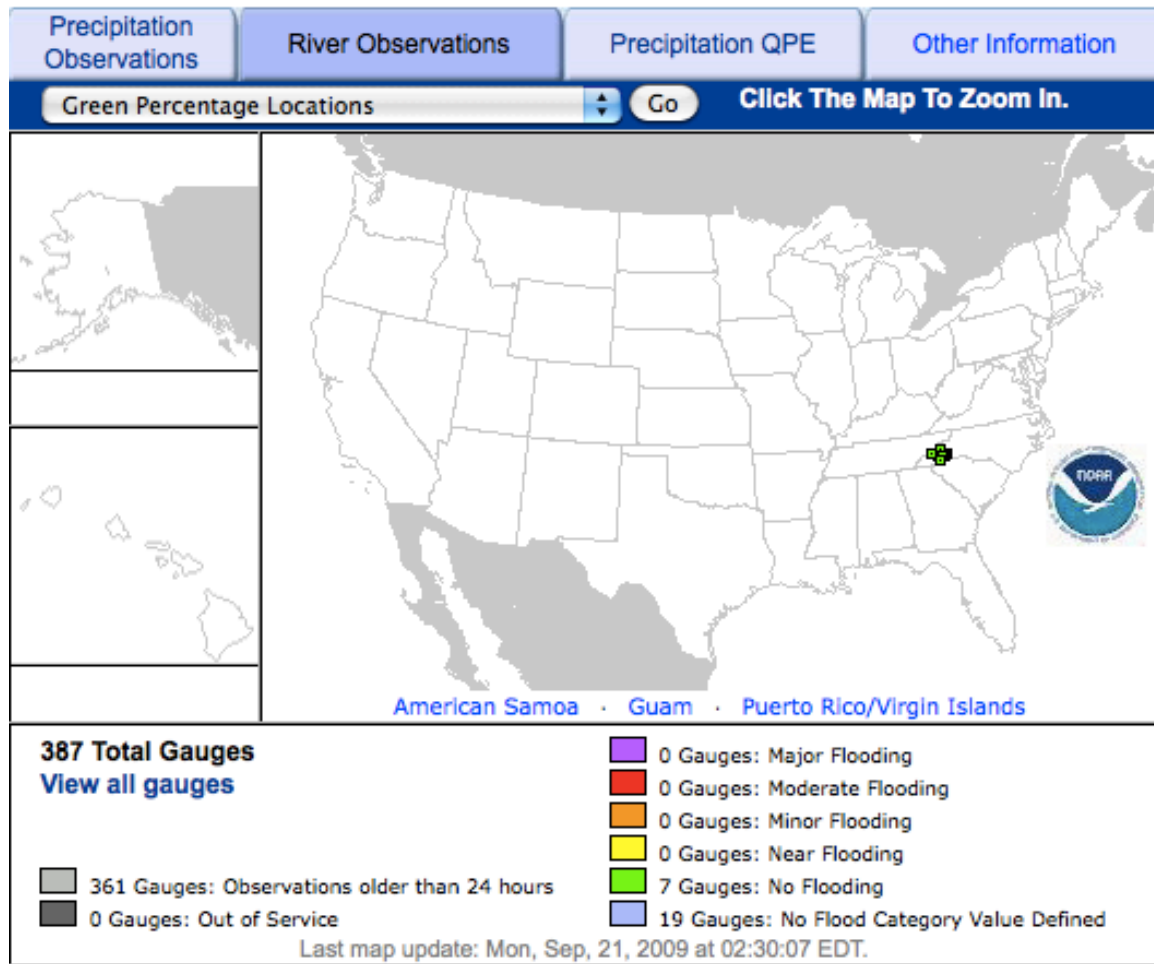 Precipitation
Observations
River Observations
Precipitation QPE
Other Information
Green Percentage Locations
Go
Click The Map To Zoom In.
NOAA
American Samoa · Guam · Puerto Rico/Virgin Islands
387 Total Gauges
View all gauges
361 Gauges: Observations older than 24 hours
0 Gauges: Out of Service
0 Gauges: Major Flooding
0 Gauges: Moderate Flooding
0 Gauges: Minor Flooding
0 Gauges: Near Flooding
7 Gauges: No Flooding
19 Gauges: No Flood Category Value Defined
Last map update: Mon, Sep, 21, 2009 at 02:30:07 EDT.